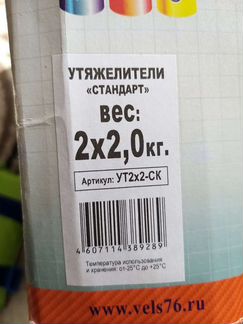 УТЯЖЕЛИТЕЛИ
«СТАНДАРТ»
вес:
2х2,0кг.
Артикул: УТ2х2-СК
4607114389289
Температура использования
и хранения: от-25°С до +25°С
www.vels76.ru